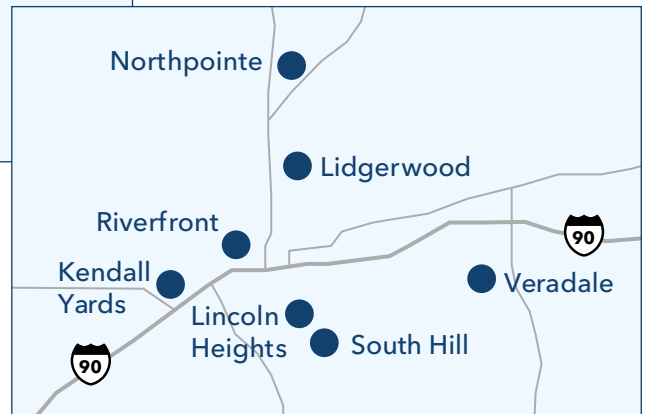 Northpointe
Lidgerwood
Riverfront
90
Kendall
Yards
Veradale
Lincoln
Heights
South Hill
90